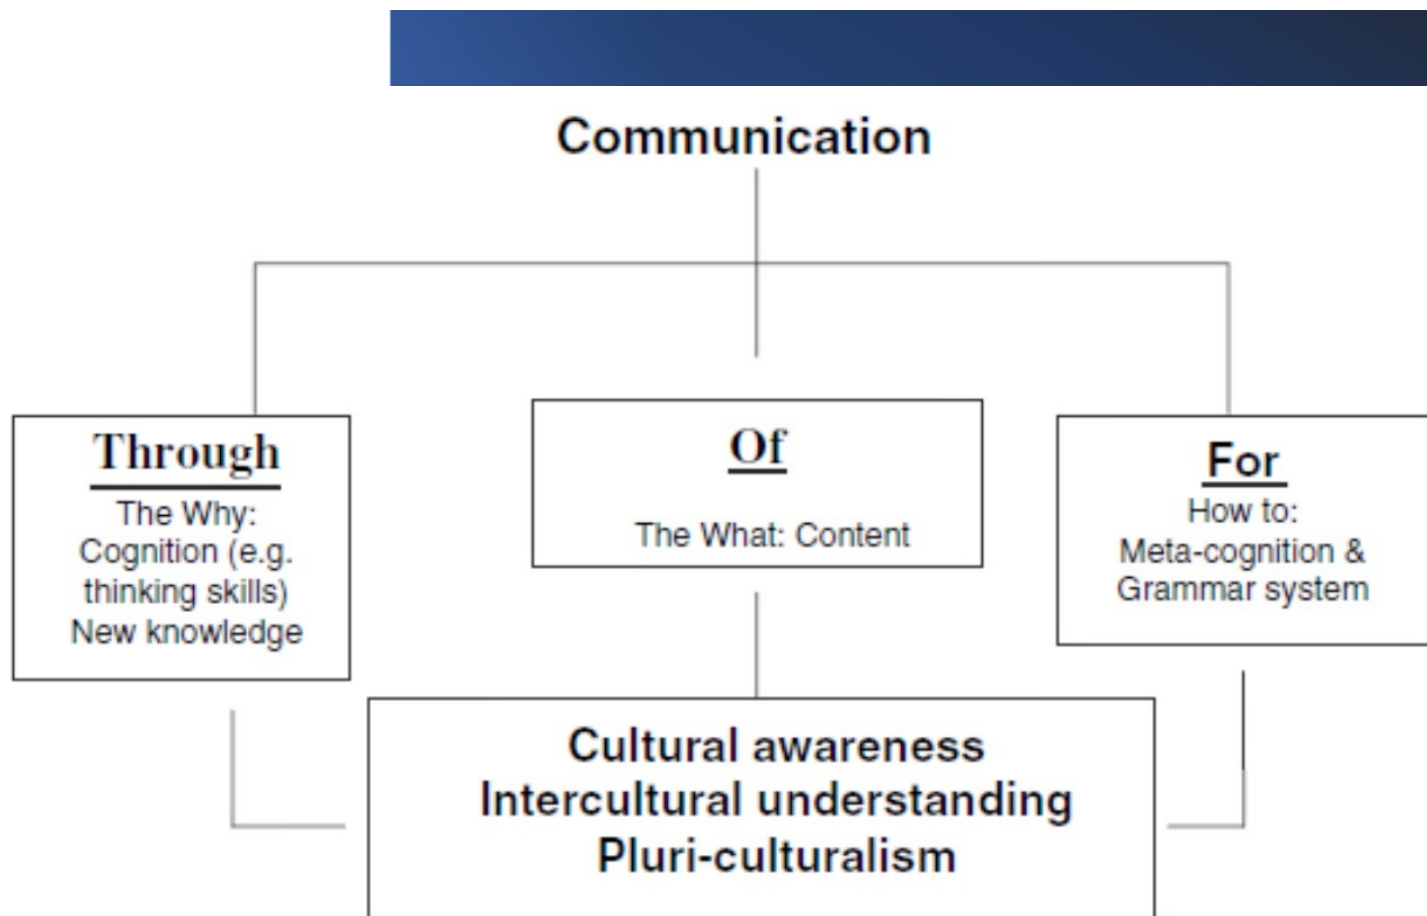 Communication
Through
The Why:
Cognition (e.g.
thinking skills)
New knowledge
Of
The What: Content
For
How to:
Meta-cognition &
Grammar system
Cultural awareness
Intercultural understanding
Pluri-culturalism